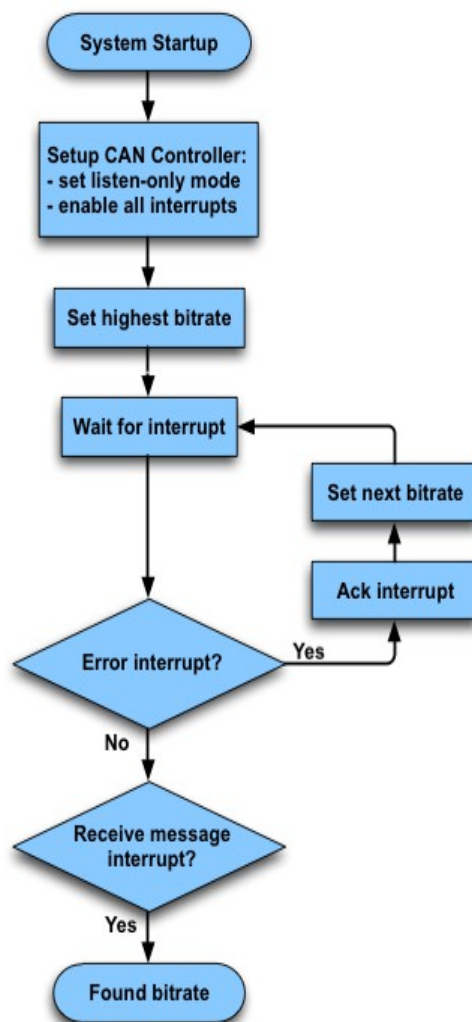 System Startup
Setup CAN Controller:
- set listen-only mode
- enable all interrupts
Set highest bitrate
Wait for interrupt
Set next bitrate
Ack interrupt
Error interrupt?
Yes
No
Receive message
interrupt?
Yes
Found bitrate